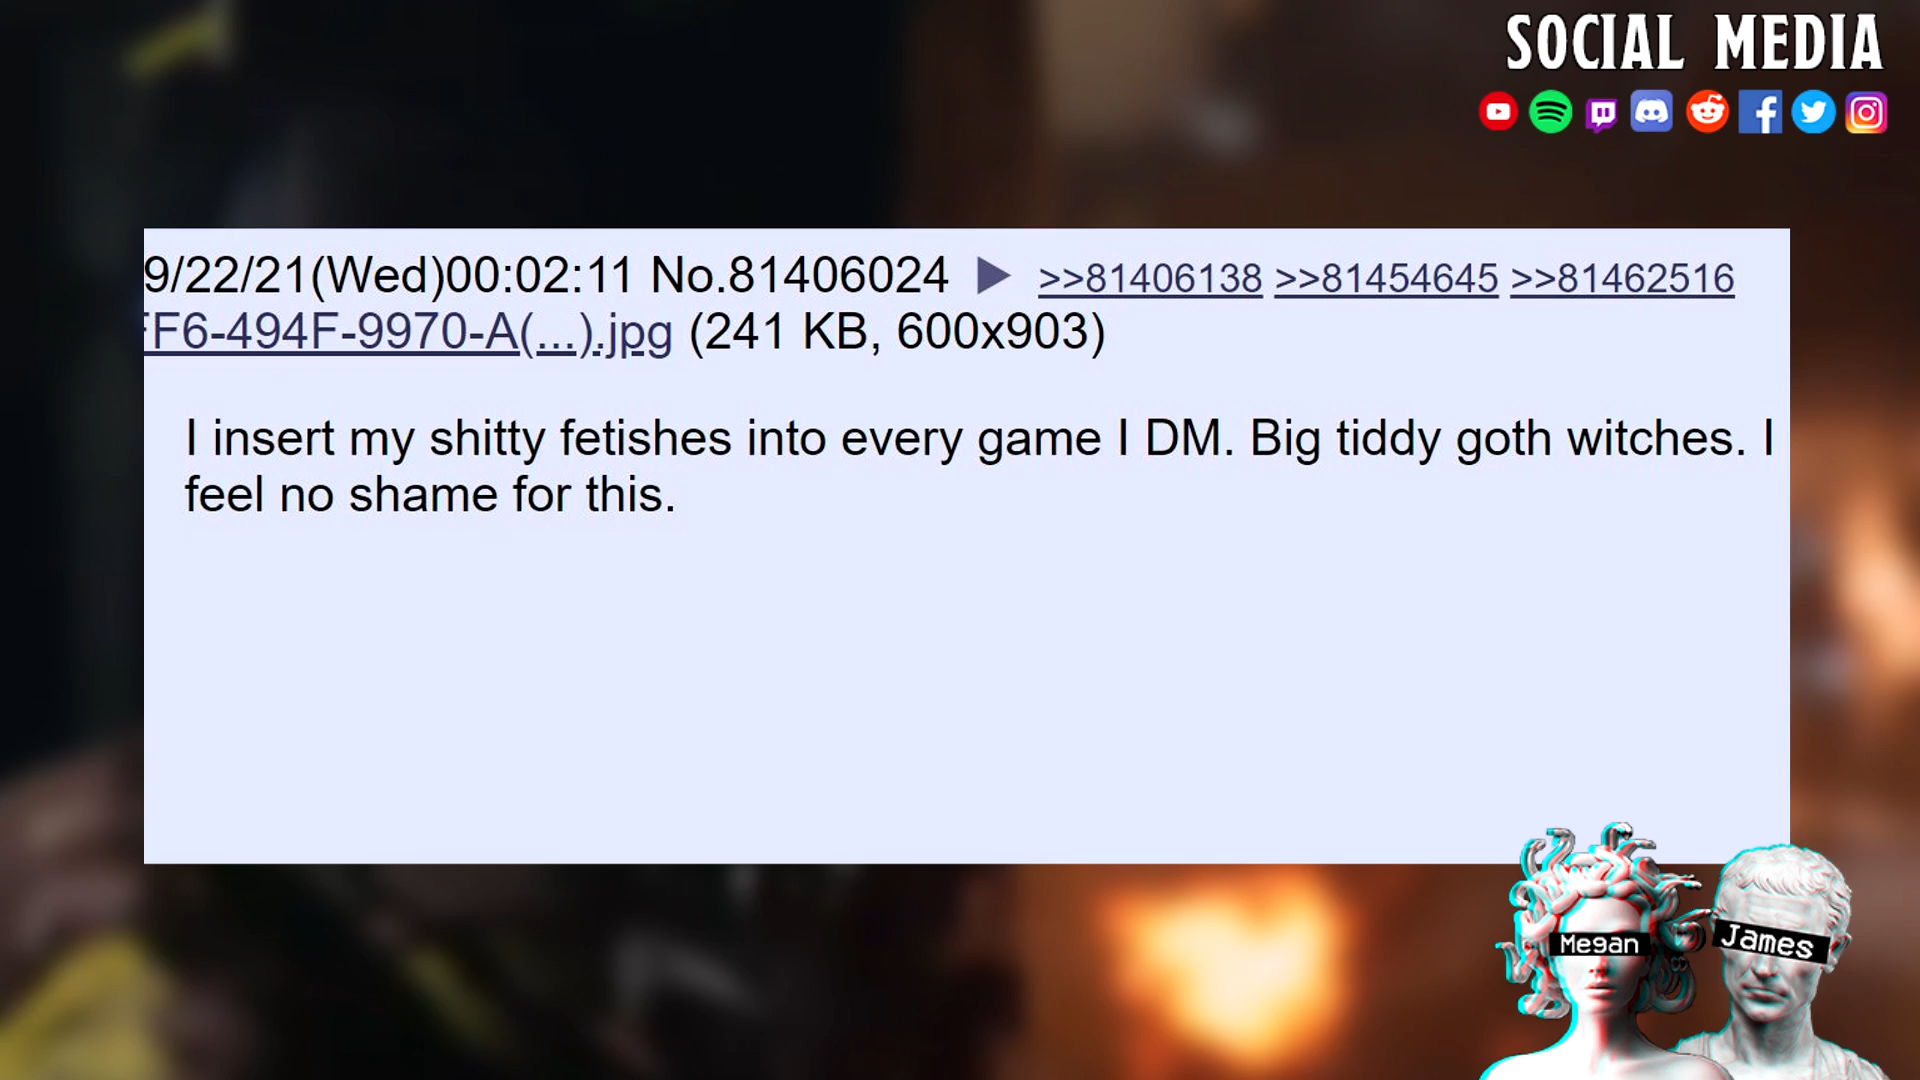 SOCIAL MEDIA
9/22/21(Wed)00:02:11 No.81406024 ▶ >>81406138 >>81454645 >>81462516
FF6-494F-9970-A(...).jpg (241 KB, 600x903)
I insert my shitty fetishes into every game I DM. Big tiddy goth witches. I
feel no shame for this.
Megan
James